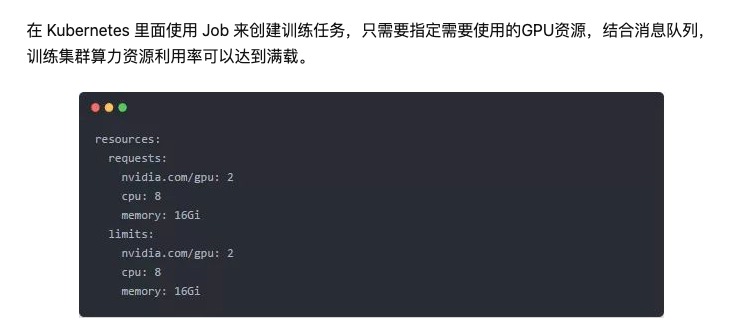 在 Kubernetes 里面使用 Job 来创建训练任务，只需要指定需要使用的GPU资源，结合消息队列，
训练集群算力资源利用率可以达到满载。
resources:
  requests:
    nvidia.com/gpu: 2
    cpu: 8
    memory: 16Gi
  limits:
    nvidia.com/gpu: 2
    cpu: 8
    memory: 16Gi